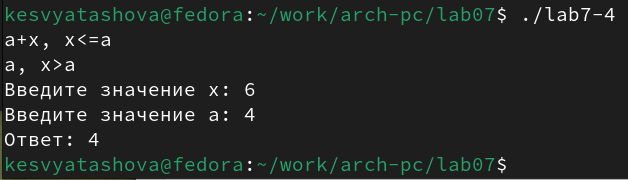 kesvyatashova@fedora:~/work/arch-pc/lab07$ ./lab7-4
a+x, x<=a
a, x>a
Введите значение x: 6
Введите значение a: 4
Ответ: 4
kesvyatashova@fedora:~/work/arch-pc/lab07$